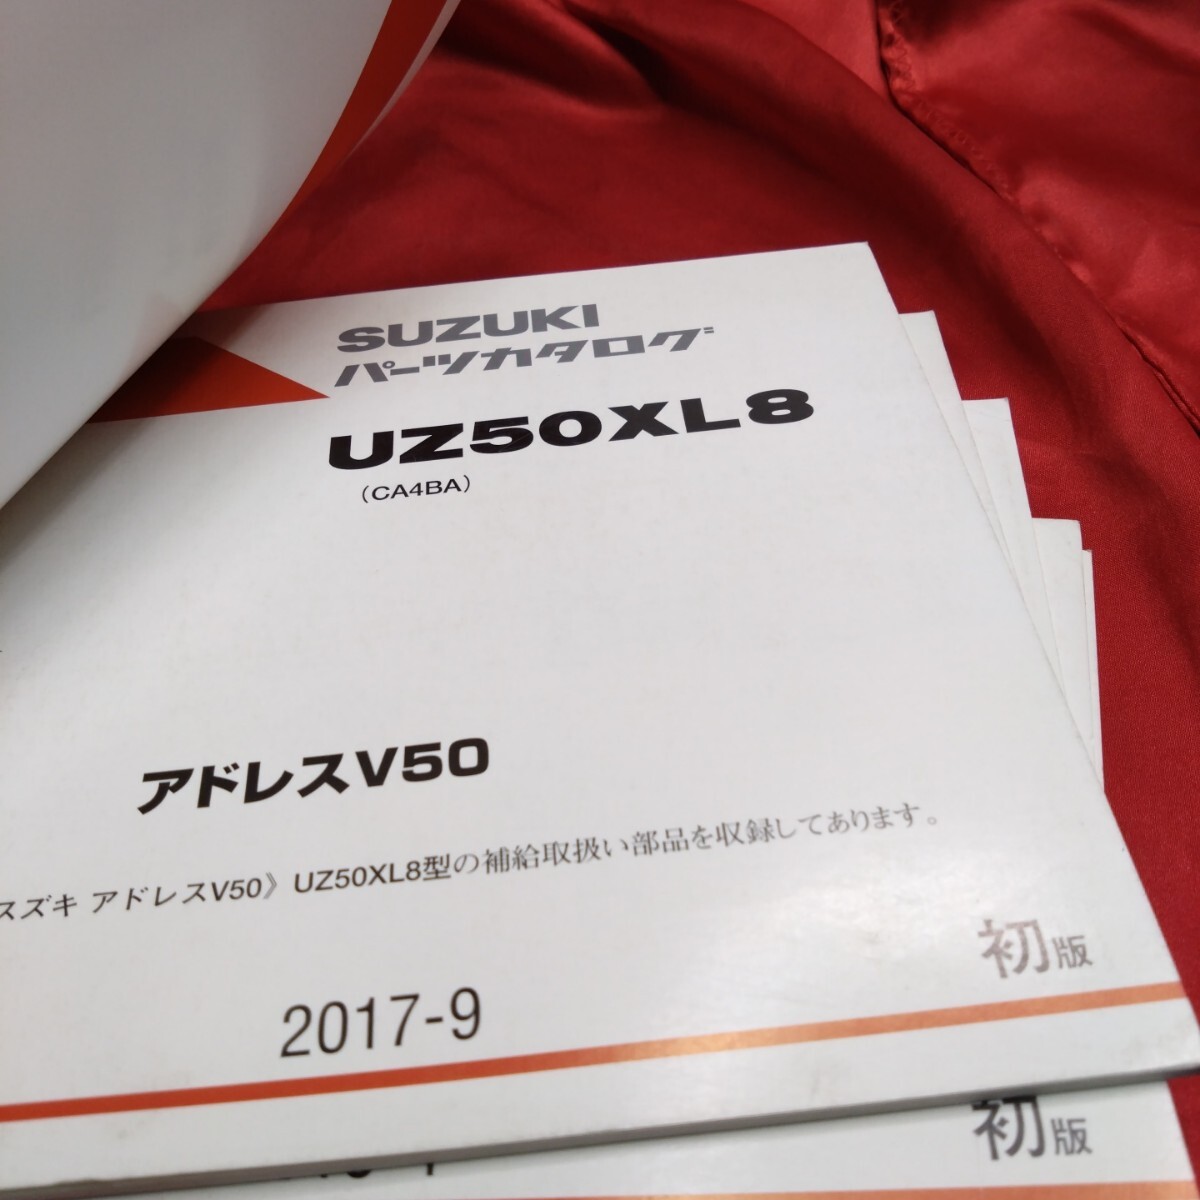 SUZUKI
パーツカタログ
UZ50XL8
(CA4BA)
アドレスV50
スズキ アドレスV50》 UZ50XL8型の補給取扱い部品を収録してあります。
初版
2017-9
初版